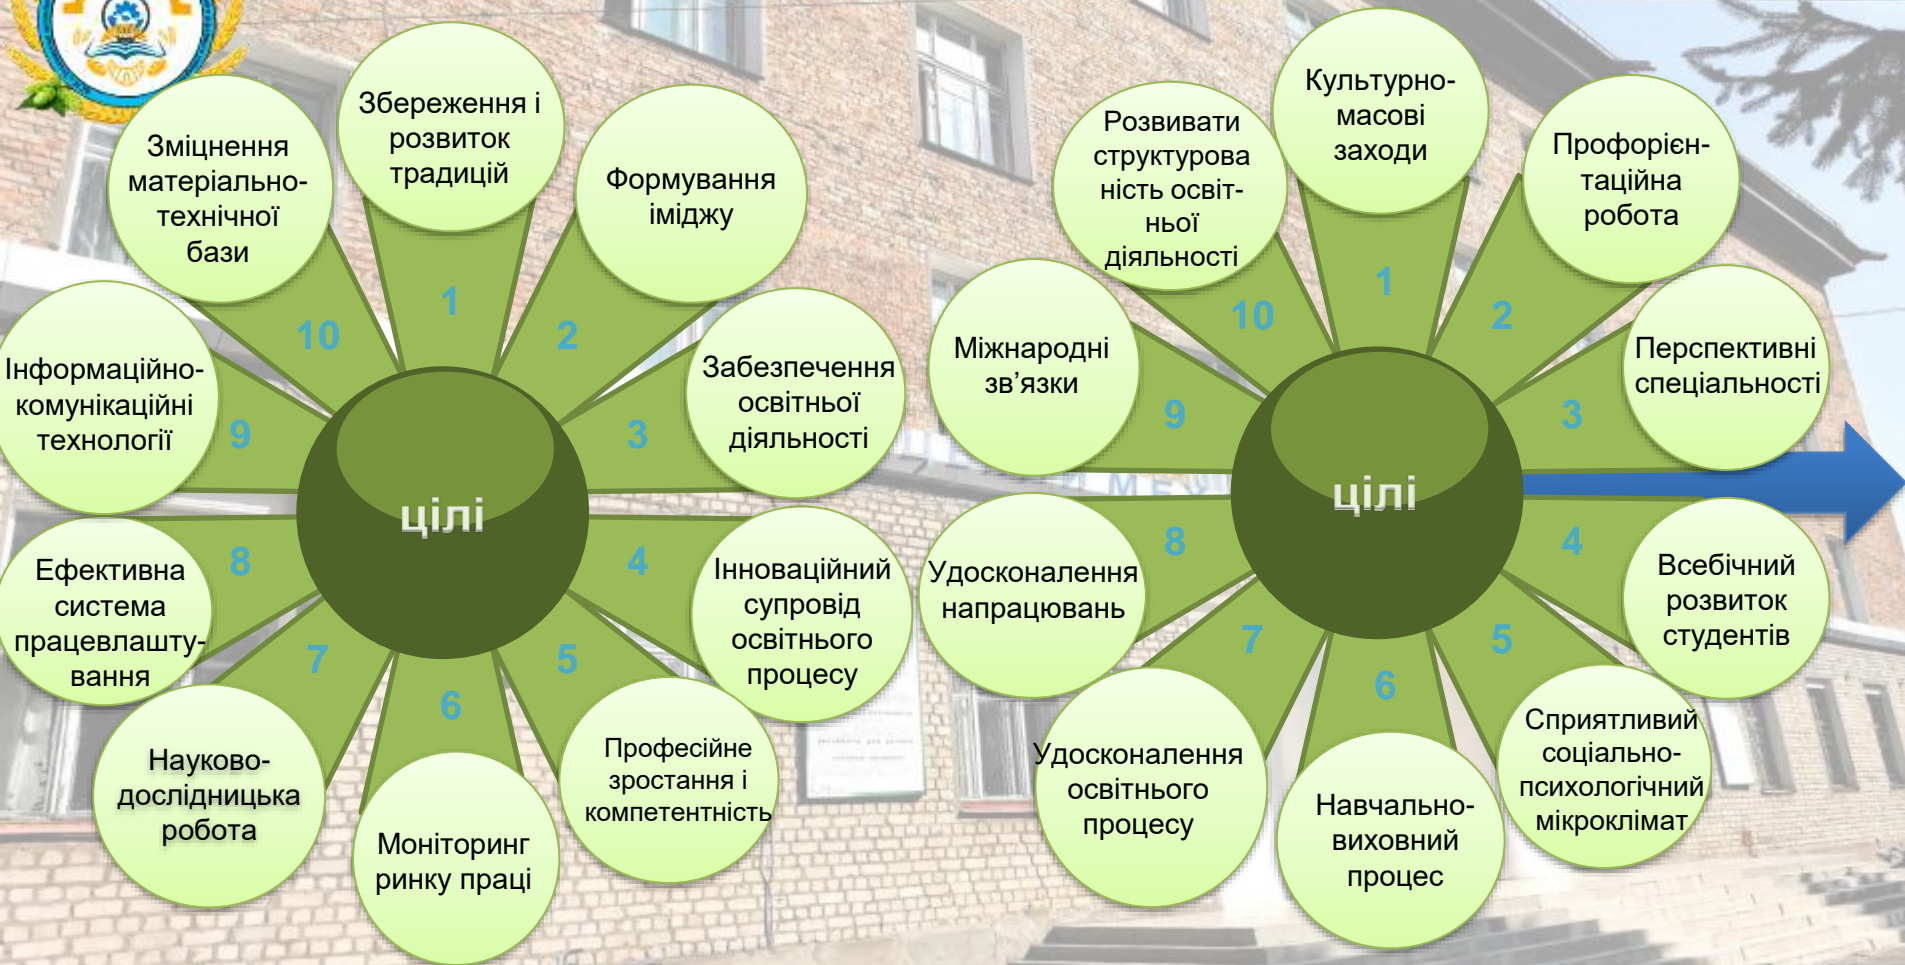 Збереження і
розвиток
традицій
1
Формування
іміджу
2
Забезпечення
освітньої
діяльності
3
Інноваційний
супровід
освітнього
процесу
4
Професійне
зростання і
компетентність
5
Моніторинг
ринку праці
6
Науково-
дослідницька
робота
7
Ефективна
система
працевлашту-
вання
8
Інформаційно-
комунікаційні
технології
9
Зміцнення
матеріально-
технічної
бази
10
цілі
Культурно-
масові
заходи
1
Профорієн-
таційна
робота
2
Перспективні
спеціальності
3
Всебічний
розвиток
студентів
4
Сприятливий
соціально-
психологічний
мікроклімат
5
Навчально-
виховний
процес
6
Удосконалення
освітнього
процесу
7
Удосконалення
напрацювань
8
Міжнародні
зв’язки
9
Розвивати
структурова
ність освіт-
ньої
діяльності
10
цілі